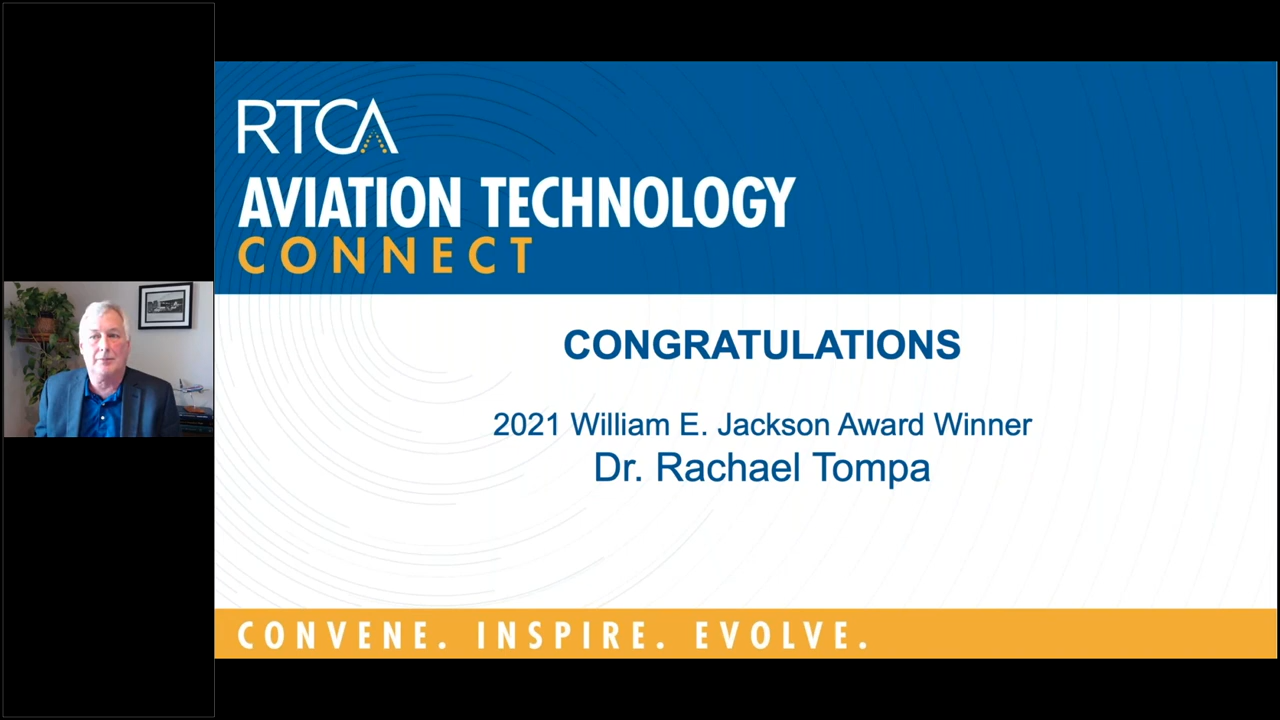 RTCA
AVIATION TECHNOLOGY
CONNECT
CONGRATULATIONS
2021 William E. Jackson Award Winner
Dr. Rachael Tompa
CONVENE. INSPIRE. EVOLVE.